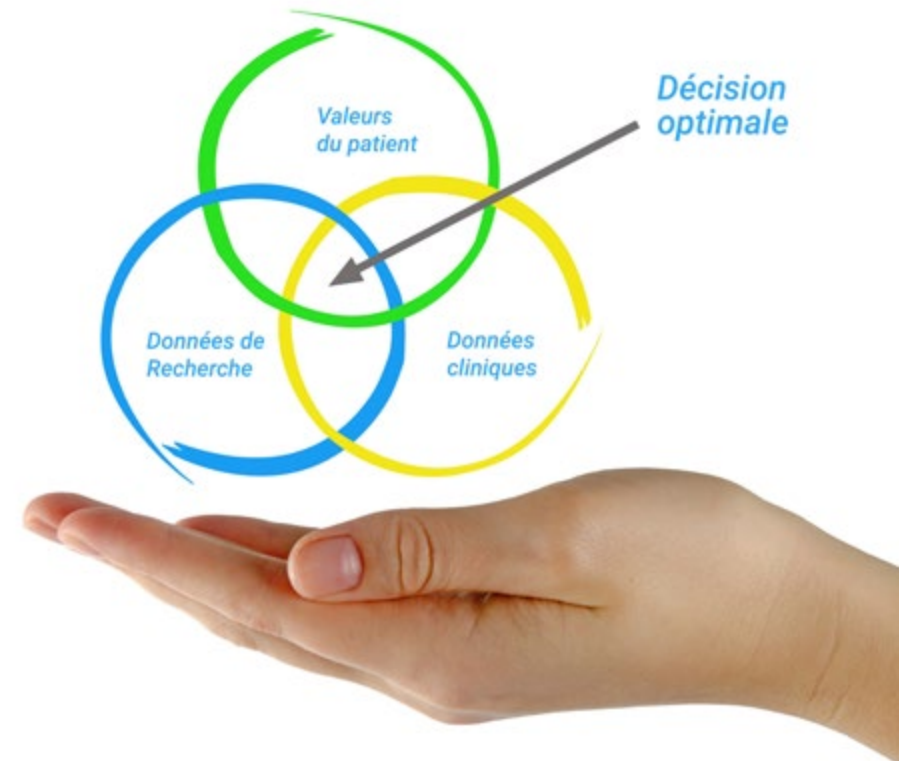 Valeurs
du patient
Décision
optimale
Données de
Recherche
Données
cliniques